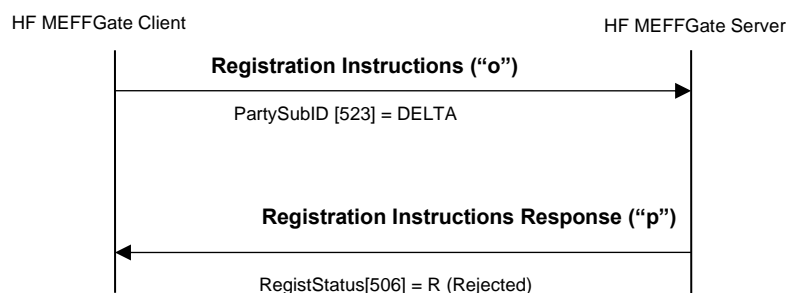 HF MEFFGate Client
HF MEFFGate Server
Registration Instructions (“o”)
PartySubID [523] = DELTA
Registration Instructions Response (“p”)
RegistStatus[506] = R (Rejected)